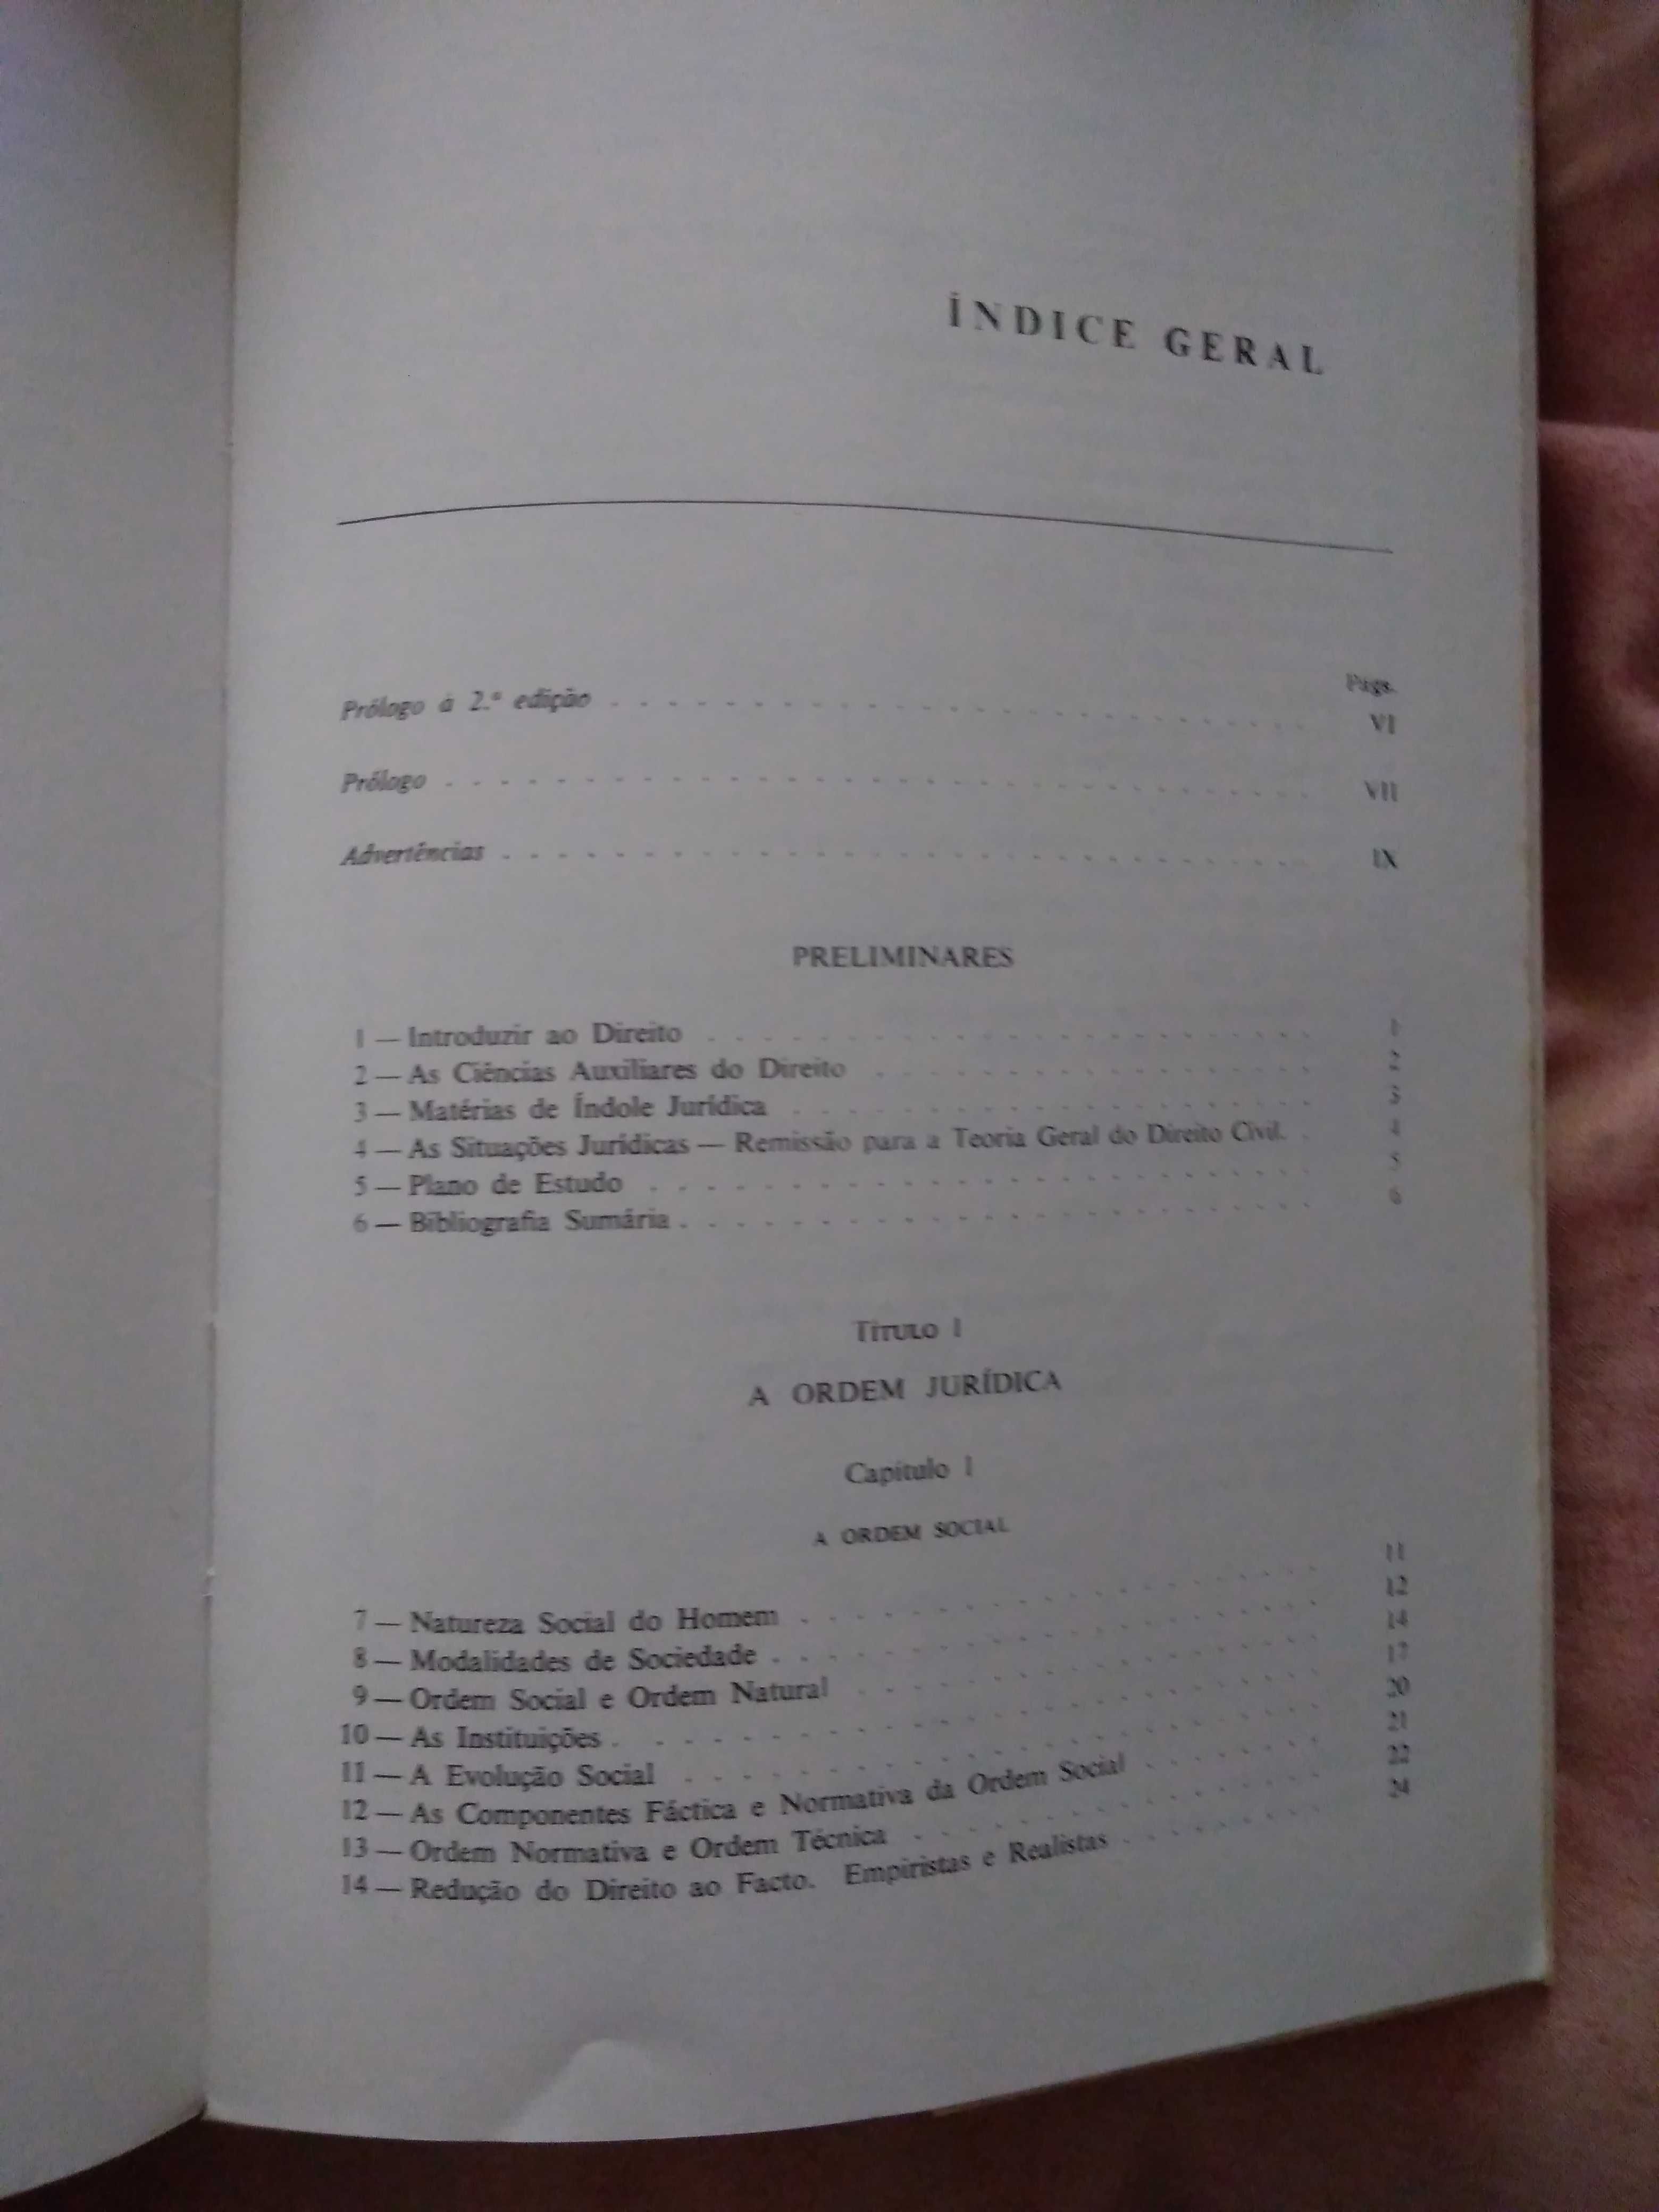 ÍNDICE GERAL
Págs.
Prólogo à 2.ª edição . . . . . . . . . . . . . . . . . . . . . . . . . VI
Prólogo . . . . . . . . . . . . . . . . . . . . . . . . . . . . . . . VII
Advertências . . . . . . . . . . . . . . . . . . . . . . . . . . . . . IX
PRELIMINARES
1 — Introduzir ao Direito . . . . . . . . . . . . . . . . . . . . . 1
2 — As Ciências Auxiliares do Direito . . . . . . . . . . . . . . . . 2
3 — Matérias de Índole Jurídica . . . . . . . . . . . . . . . . . . . 3
4 — As Situações Jurídicas — Remissão para a Teoria Geral do Direito Civil. . 4
5 — Plano de Estudo . . . . . . . . . . . . . . . . . . . . . . . 5
6 — Bibliografia Sumária . . . . . . . . . . . . . . . . . . . . . . 6
TÍTULO I
A ORDEM JURÍDICA
Capítulo I
A ORDEM SOCIAL
7 — Natureza Social do Homem . . . . . . . . . . . . . . . . . . . 11
8 — Modalidades de Sociedade . . . . . . . . . . . . . . . . . . . . 12
9 — Ordem Social e Ordem Natural . . . . . . . . . . . . . . . . . 14
10 — As Instituições . . . . . . . . . . . . . . . . . . . . . . . . 17
11 — A Evolução Social . . . . . . . . . . . . . . . . . . . . . . . 20
12 — As Componentes Fáctica e Normativa da Ordem Social . . . . . . . 21
13 — Ordem Normativa e Ordem Técnica . . . . . . . . . . . . . . . 22
14 — Redução do Direito ao Facto. Empiristas e Realistas . . . . . . . 24